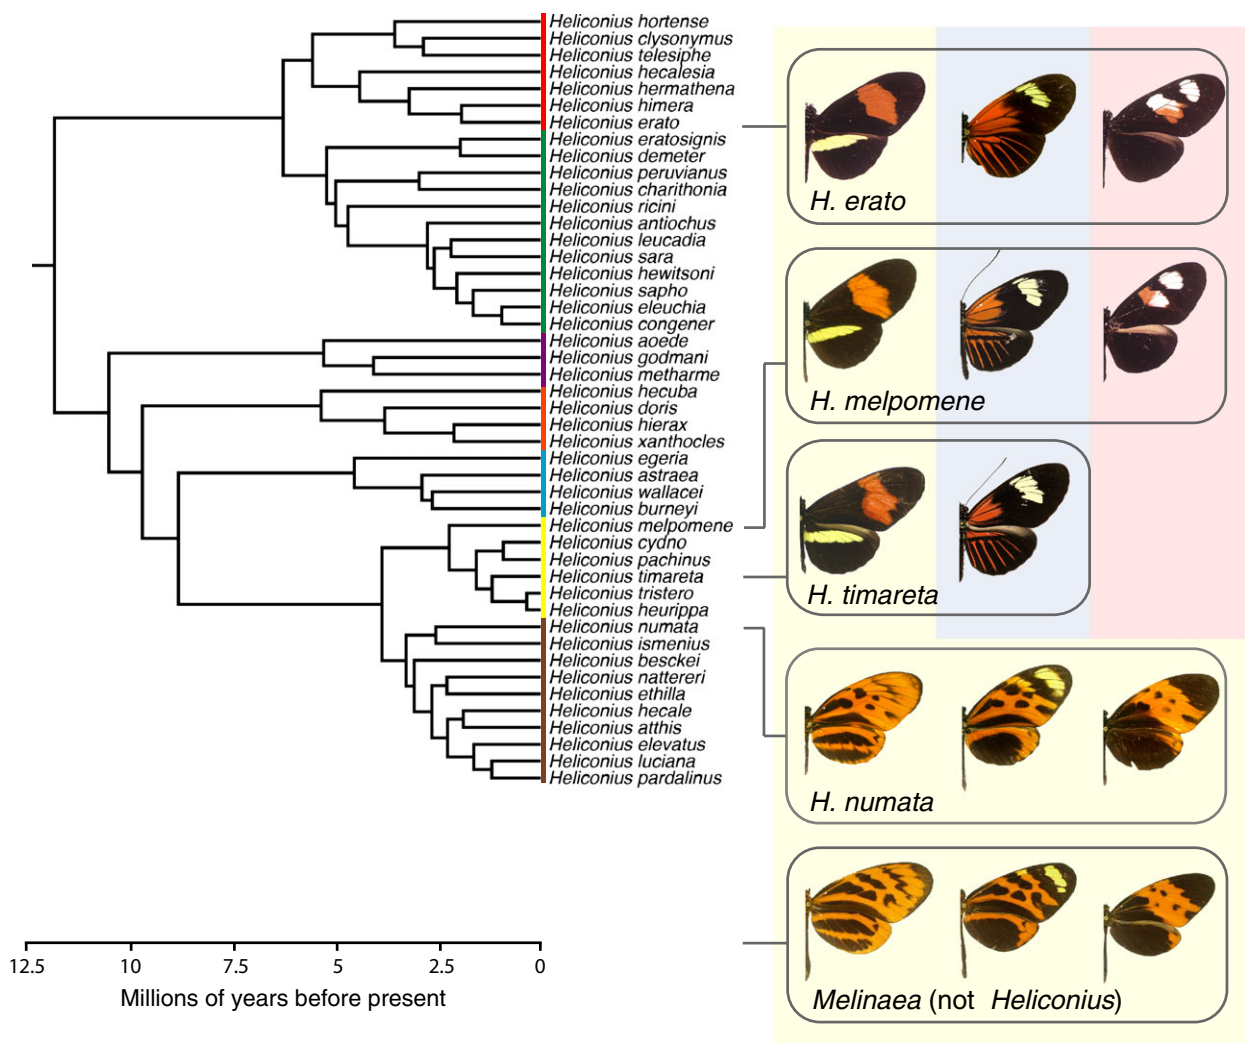 Heliconius hortense
Heliconius clysonymus
Heliconius telesiphe
Heliconius hecalesia
Heliconius hermathena
Heliconius himera
Heliconius erato
Heliconius eratosignis
Heliconius demeter
Heliconius peruvianus
Heliconius charithonia
Heliconius ricini
Heliconius antiochus
Heliconius leucadia
Heliconius sara
Heliconius hewitsoni
Heliconius sapho
Heliconius eleuchia
Heliconius congener
Heliconius aoede
Heliconius godmani
Heliconius metharme
Heliconius hecuba
Heliconius doris
Heliconius hierax
Heliconius xanthocles
Heliconius egeria
Heliconius astraea
Heliconius wallacei
Heliconius burneyi
Heliconius melpomene
Heliconius cydno
Heliconius pachinus
Heliconius timareta
Heliconius tristero
Heliconius heurippa
Heliconius numata
Heliconius ismenius
Heliconius besckei
Heliconius nattereri
Heliconius ethilla
Heliconius hecale
Heliconius atthis
Heliconius elevatus
Heliconius luciana
Heliconius pardalinus
12.5 10 7.5 5 2.5 0
Millions of years before present
H. erato
H. melpomene
H. timareta
H. numata
Melinaea (not Heliconius)